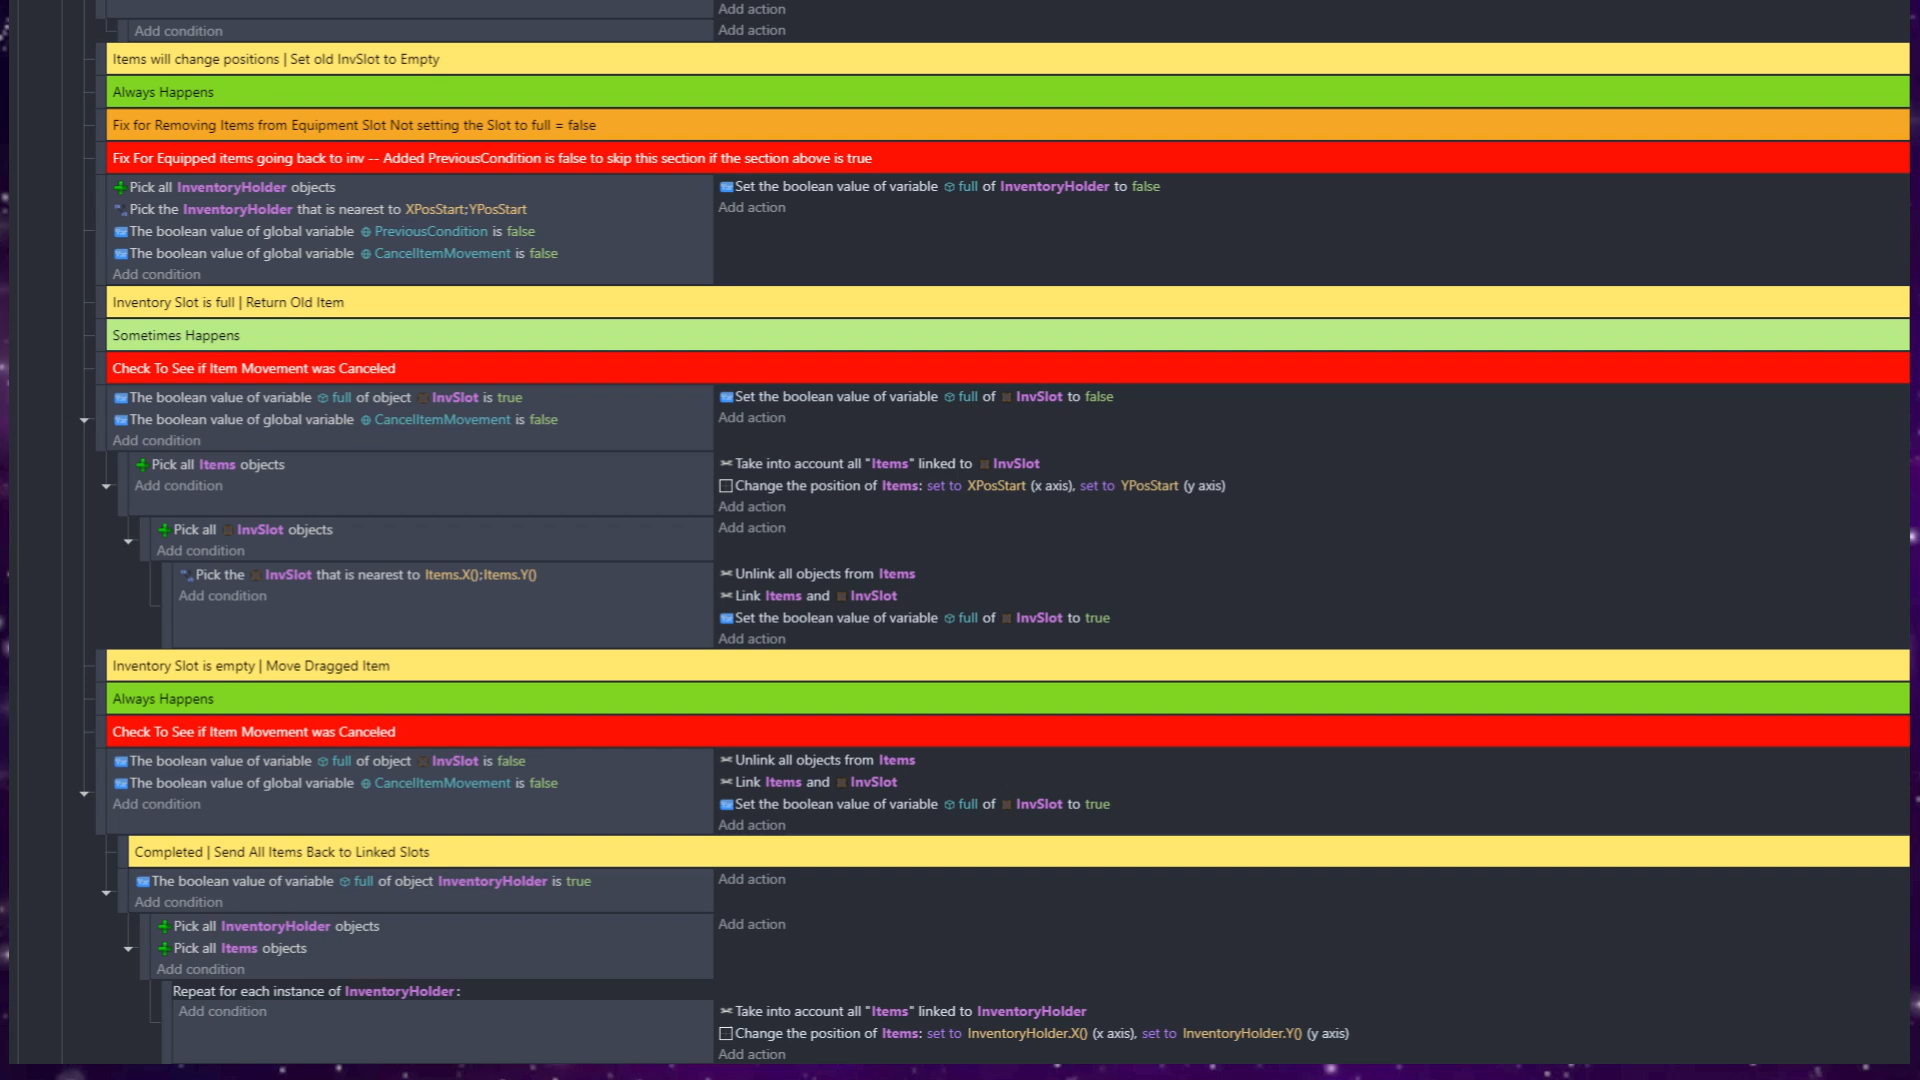 Add action
Add condition
Add action
Items will change positions | Set old InvSlot to Empty
Always Happens
Fix for Removing Items from Equipment Slot Not setting the Slot to full = false
Fix For Equipped items going back to inv -- Added PreviousCondition is false to skip this section if the section above is true
Pick all InventoryHolder objects
Pick the InventoryHolder that is nearest to XPosStart;YPosStart
The boolean value of global variable PreviousCondition is false
The boolean value of global variable CancelItemMovement is false
Add condition
Set the boolean value of variable full of InventoryHolder to false
Add action
Inventory Slot is full | Return Old Item
Sometimes Happens
Check To See if Item Movement was Canceled
The boolean value of variable full of object InvSlot is true
The boolean value of global variable CancelItemMovement is false
Add condition
Set the boolean value of variable full of InvSlot to false
Add action
Pick all Items objects
Add condition
Take into account all "Items" linked to InvSlot
Change the position of Items: set to XPosStart (x axis), set to YPosStart (y axis)
Add action
Pick all InvSlot objects
Add condition
Add action
Pick the InvSlot that is nearest to Items.X();Items.Y()
Add condition
Unlink all objects from Items
Link Items and InvSlot
Set the boolean value of variable full of InvSlot to true
Add action
Inventory Slot is empty | Move Dragged Item
Always Happens
Check To See if Item Movement was Canceled
The boolean value of variable full of object InvSlot is false
The boolean value of global variable CancelItemMovement is false
Add condition
Unlink all objects from Items
Link Items and InvSlot
Set the boolean value of variable full of InvSlot to true
Add action
Completed | Send All Items Back to Linked Slots
The boolean value of variable full of object InventoryHolder is true
Add condition
Add action
Pick all InventoryHolder objects
Pick all Items objects
Add condition
Add action
Repeat for each instance of InventoryHolder:
Add condition
Take into account all "Items" linked to InventoryHolder
Change the position of Items: set to InventoryHolder.X() (x axis), set to InventoryHolder.Y() (y axis)
Add action